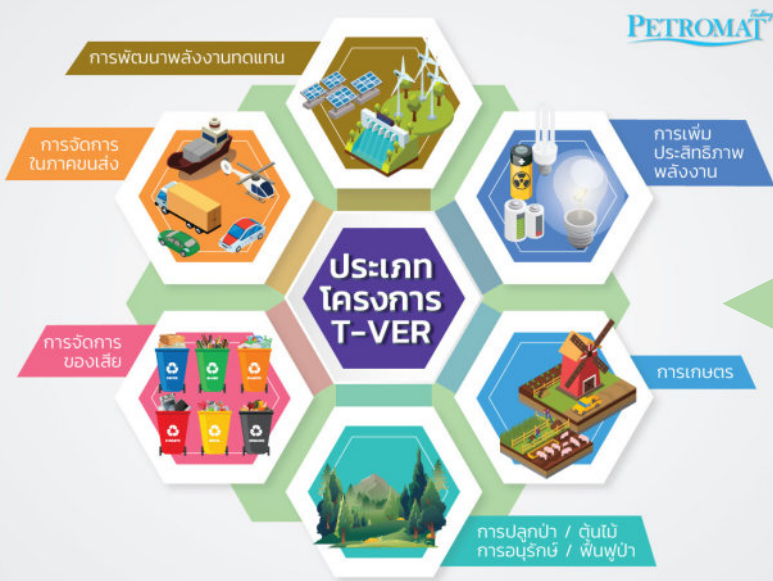 PETROMAT
การพัฒนาพลังงานทดแทน
การจัดการ
ในภาคขนส่ง
การเพิ่ม
ประสิทธิภาพ
พลังงาน
ประเภท
โครงการ
T-VER
การจัดการ
ของเสีย
การเกษตร
การปลูกป่า / ต้นไม้
การอนุรักษ์ / ฟื้นฟูป่า